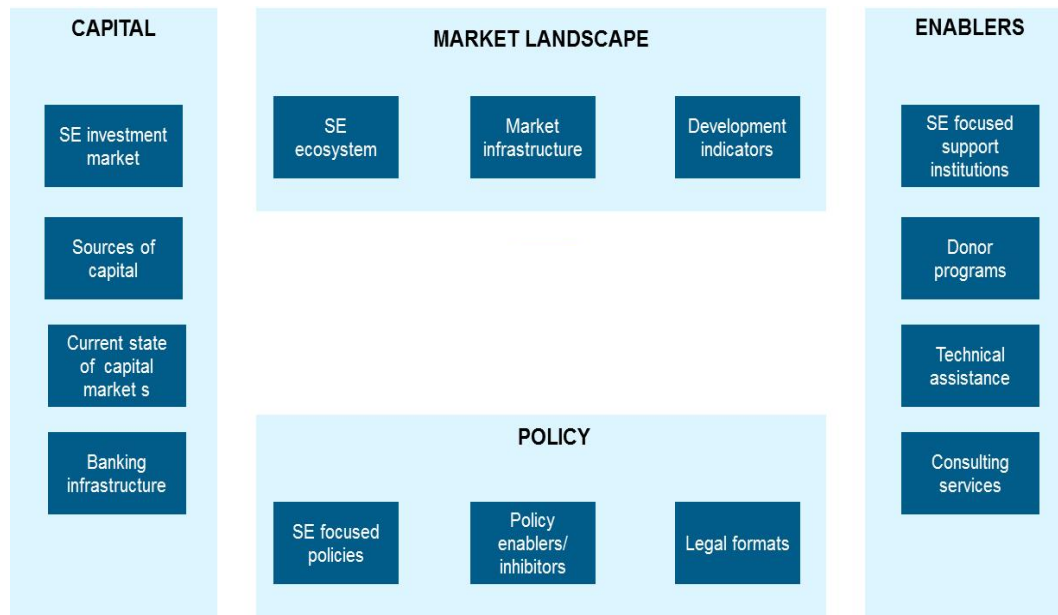 CAPITAL
SE investment
market
Sources of
capital
Current state
of capital
market s
Banking
infrastructure
MARKET LANDSCAPE
SE
ecosystem
Market
infrastructure
Development
indicators
POLICY
SE focused
policies
Policy
enablers/
inhibitors
Legal formats
ENABLERS
SE focused
support
institutions
Donor
programs
Technical
assistance
Consulting
services